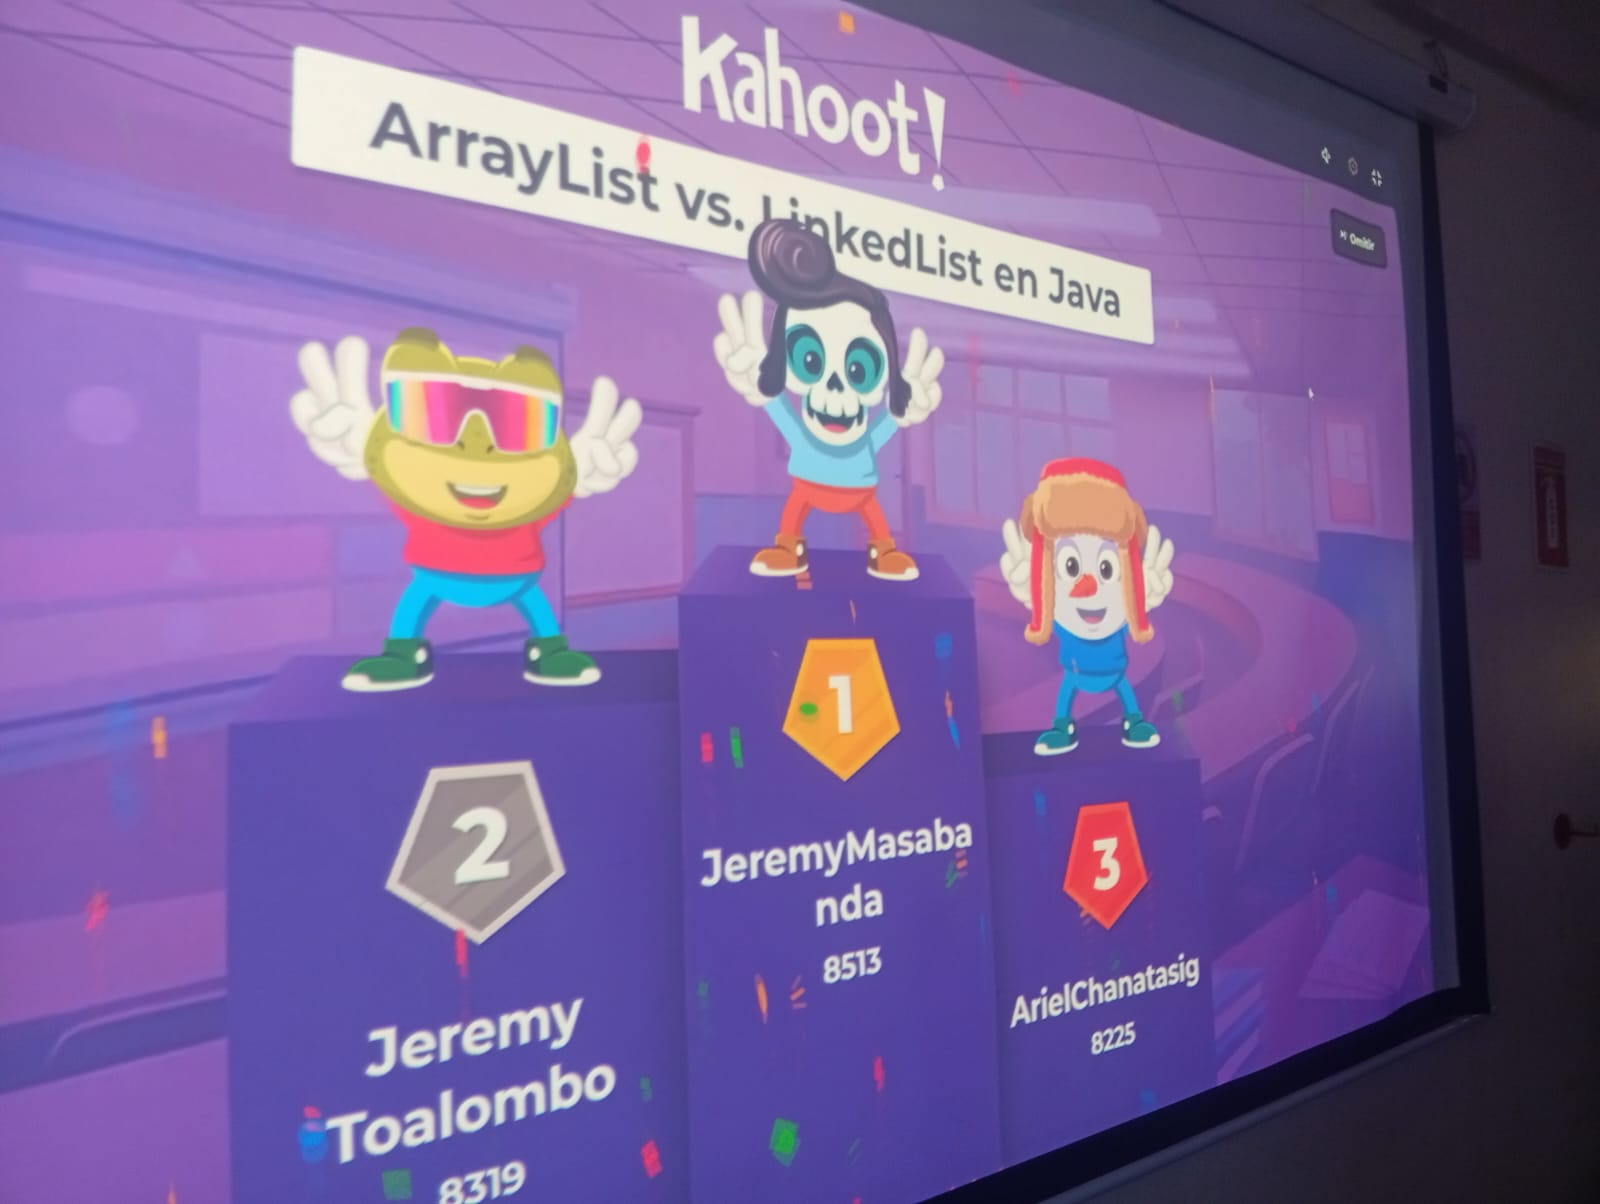 Kahoot!
ArrayList vs. LinkedList en Java
Omitir
1
JeremyMasaba
nda
8513
2
Jeremy
Toalombo
8319
3
ArielChanatasig
8225